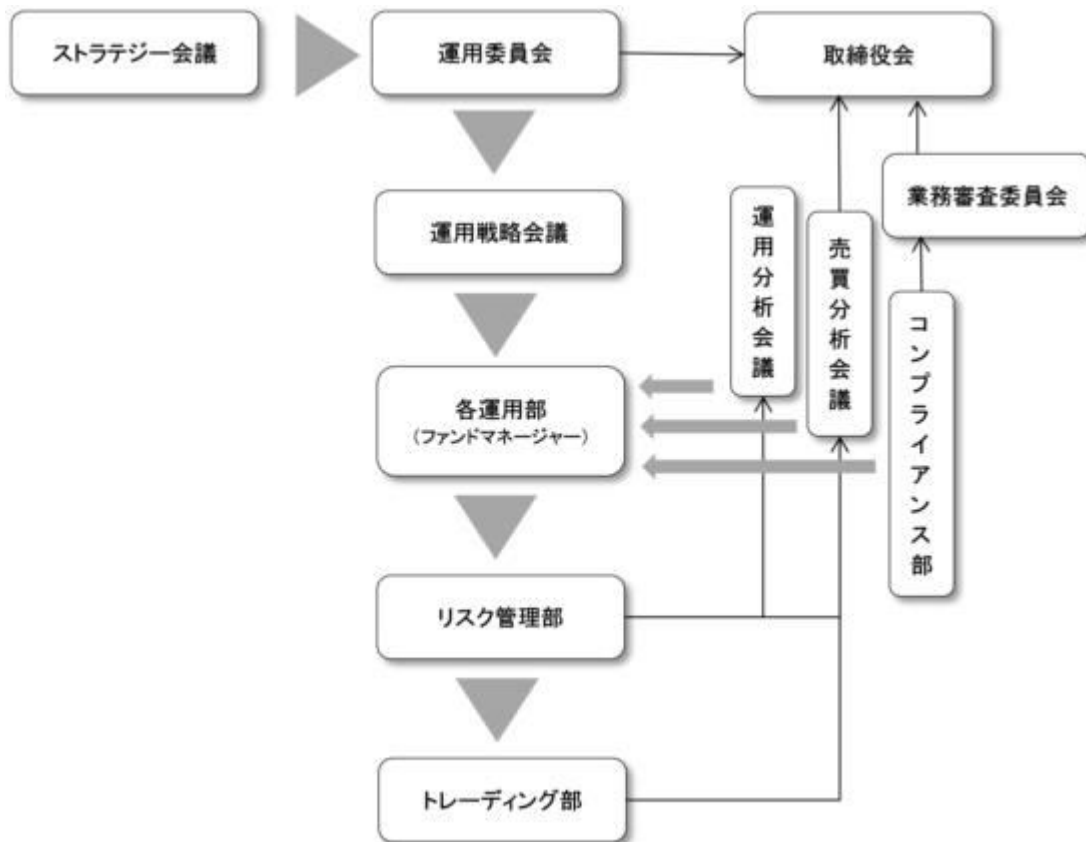 ストラテジー会議
運用委員会
取締役会
業務審査委員会
運用戦略会議
運用分析会議
売買分析会議
コンプライアンス部
各運用部
(ファンドマネージャー)
リスク管理部
トレーディング部